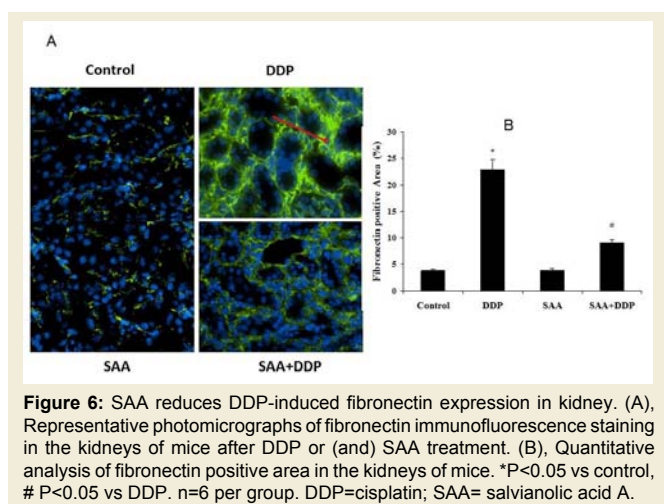 A
Control DDP
SAA SAA+DDP
B
Fibronectin positive Area (%)
30
25
20
15
10
5
0
*
#
Control DDP SAA SAA+DDP
Figure 6: SAA reduces DDP-induced fibronectin expression in kidney. (A),
Representative photomicrographs of fibronectin immunofluorescence staining
in the kidneys of mice after DDP or (and) SAA treatment. (B), Quantitative
analysis of fibronectin positive area in the kidneys of mice. *P<0.05 vs control,
# P<0.05 vs DDP. n=6 per group. DDP=cisplatin; SAA= salvianolic acid A.